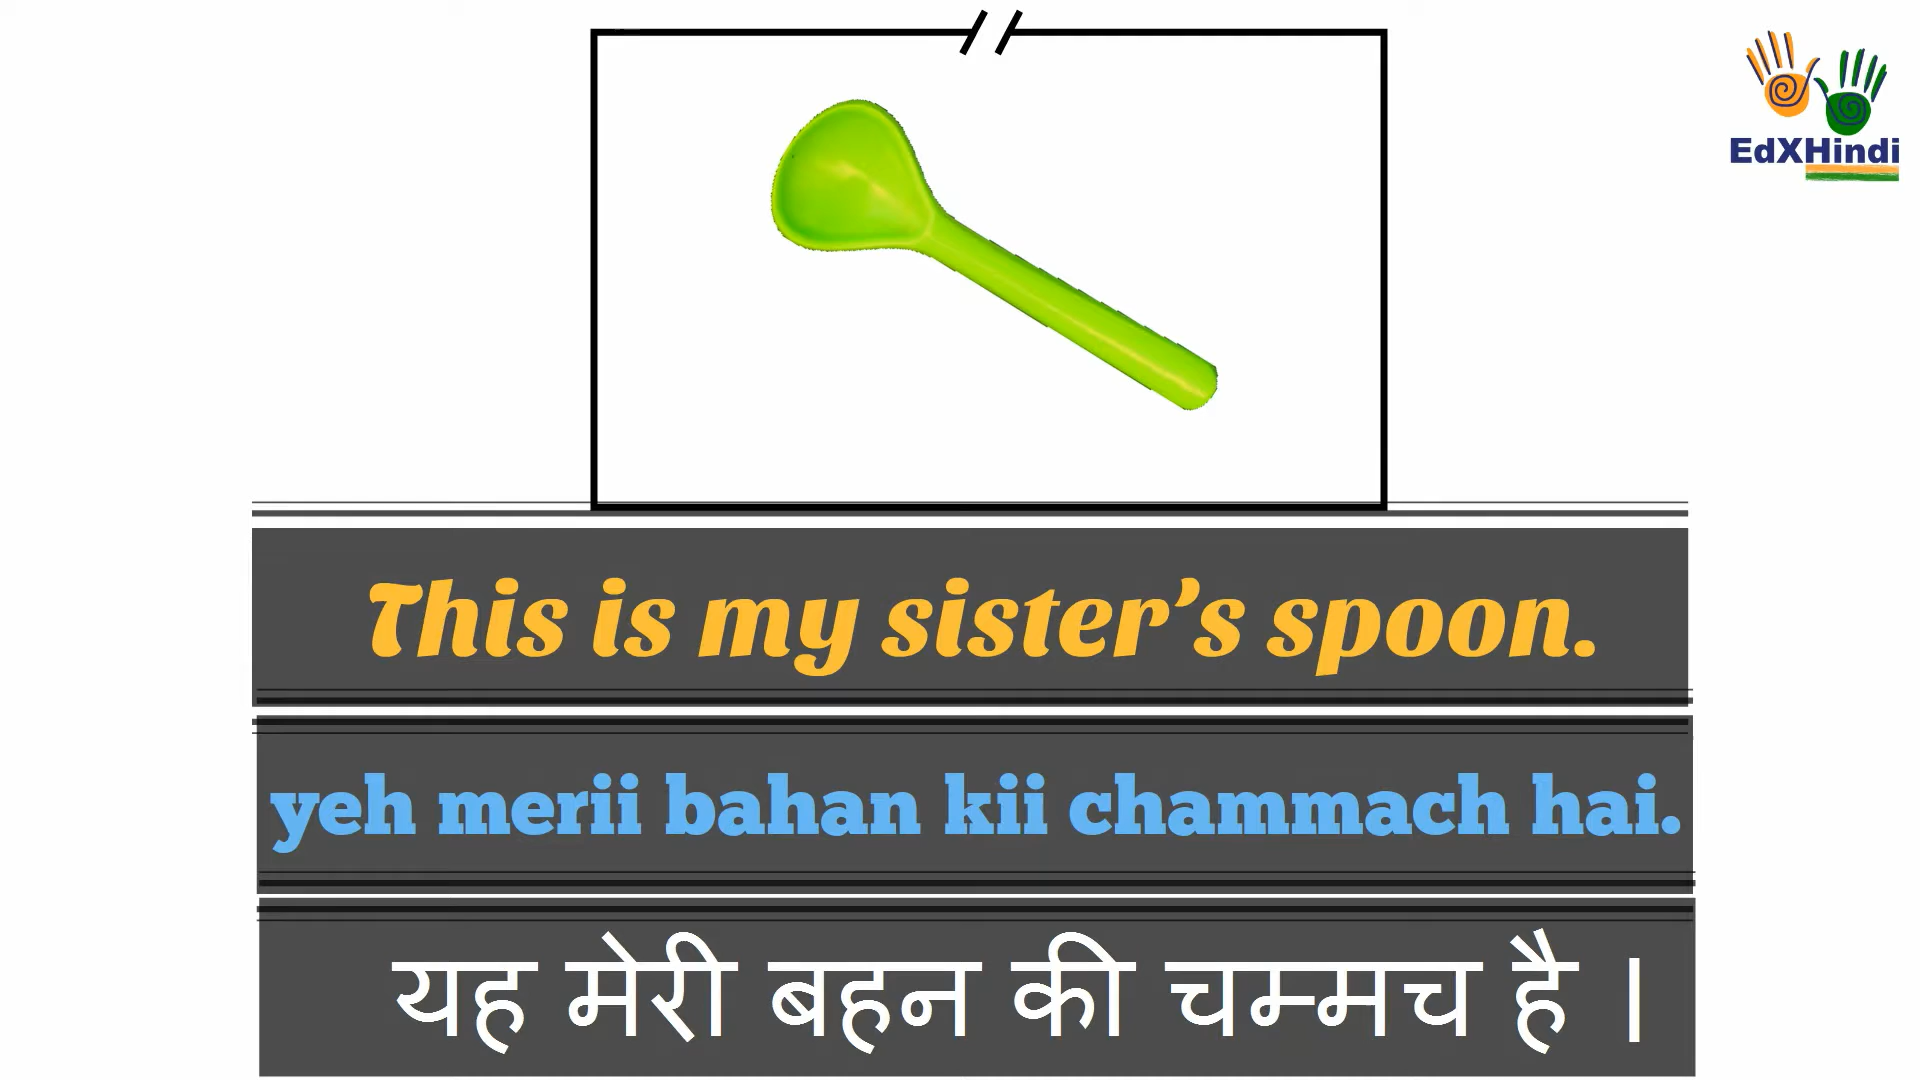 EdXHindi
This is my sister’s spoon.
yeh merii bahan kii chammach hai.
यह मेरी बहन की चम्मच है ।